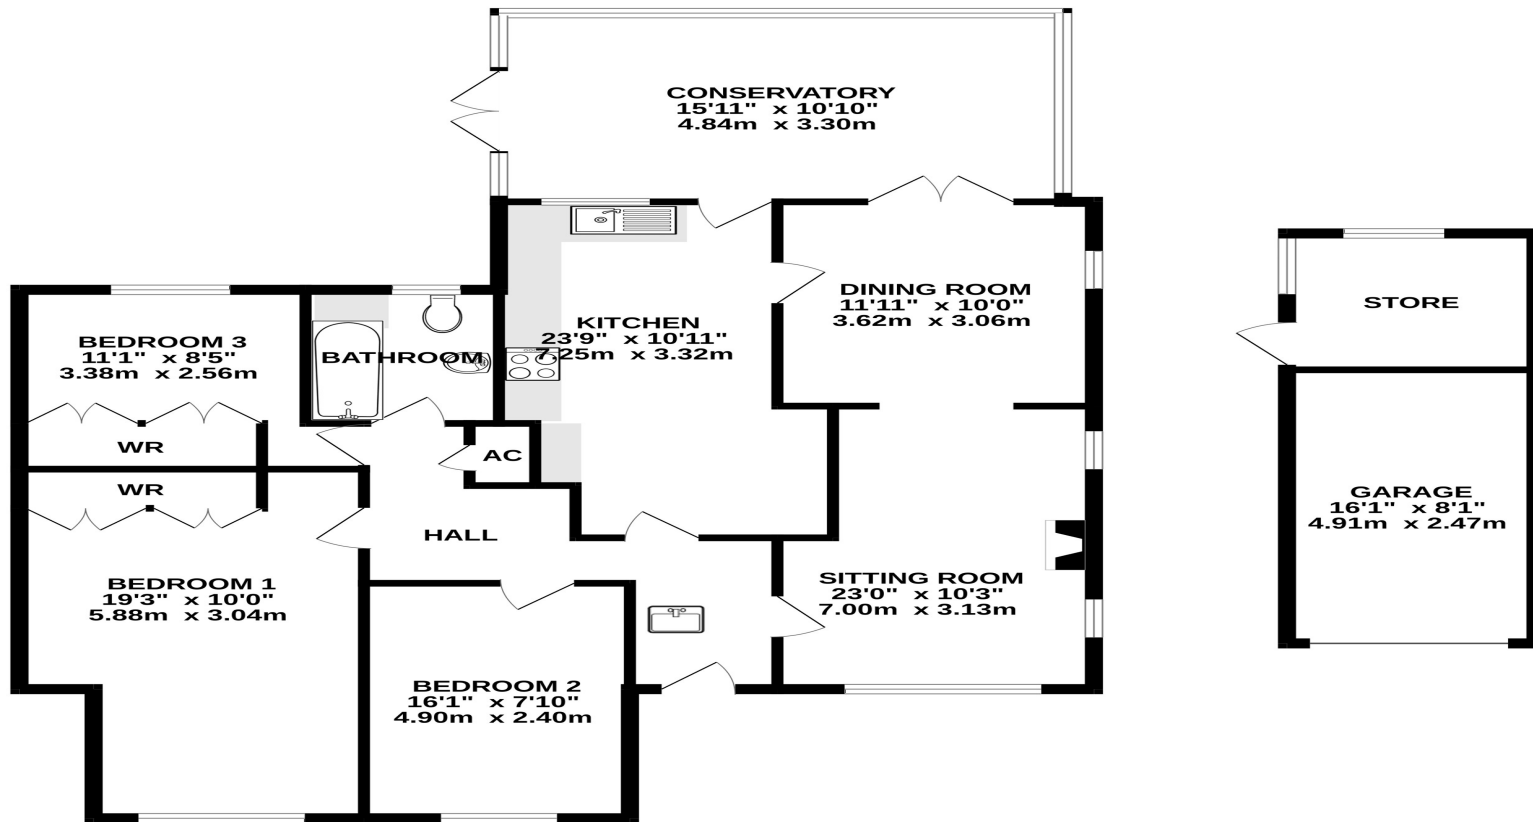 CONSERVATORY
15'11" x 10'10"
4.84m x 3.30m
DINING ROOM
11'11" x 10'0"
3.62m x 3.06m
STORE
KITCHEN
23'9" x 10'11"
7.25m x 3.32m
BEDROOM 3
11'1" x 8'5"
3.38m x 2.56m
BATHROOM
WR
AC
WR
HALL
GARAGE
16'1" x 8'1"
4.91m x 2.47m
BEDROOM 1
19'3" x 10'0"
5.88m x 3.04m
SITTING ROOM
23'0" x 10'3"
7.00m x 3.13m
BEDROOM 2
16'1" x 7'10"
4.90m x 2.40m